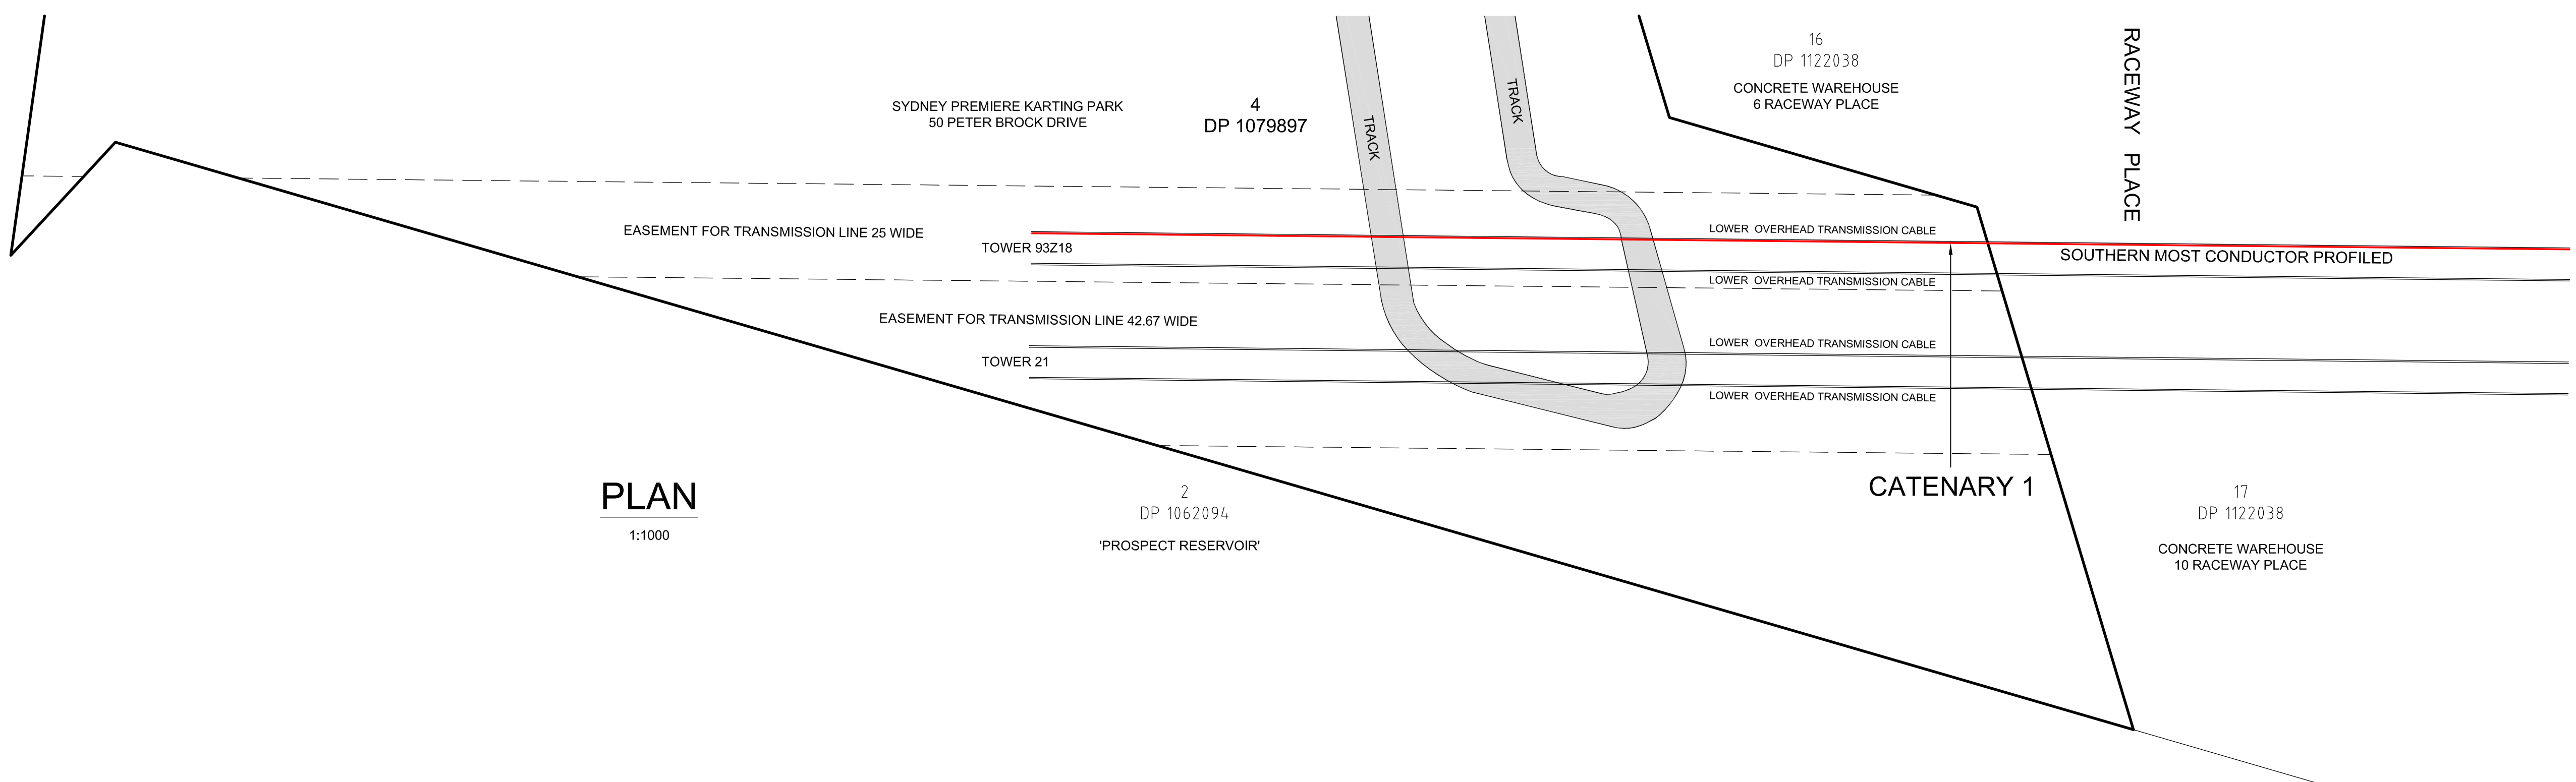 16
DP 1122038
CONCRETE WAREHOUSE
6 RACEWAY PLACE
RACEWAY PLACE
SYDNEY PREMIERE KARTING PARK
50 PETER BROCK DRIVE
4
DP 1079897
TRACK
TRACK
EASEMENT FOR TRANSMISSION LINE 25 WIDE
TOWER 93Z18
LOWER OVERHEAD TRANSMISSION CABLE
SOUTHERN MOST CONDUCTOR PROFILED
LOWER OVERHEAD TRANSMISSION CABLE
EASEMENT FOR TRANSMISSION LINE 42.67 WIDE
LOWER OVERHEAD TRANSMISSION CABLE
TOWER 21
LOWER OVERHEAD TRANSMISSION CABLE
CATENARY 1
PLAN
1:1000
2
DP 1062094
'PROSPECT RESERVOIR'
17
DP 1122038
CONCRETE WAREHOUSE
10 RACEWAY PLACE